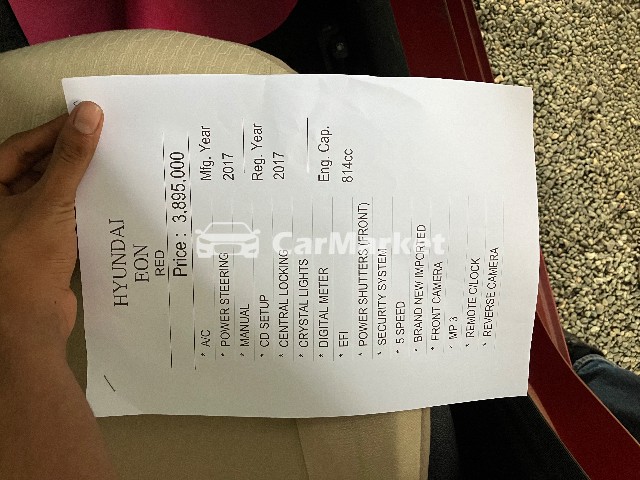 HYUNDAI
EON
RED
Price : 3,895,000
* A/C
* POWER STEERING
* MANUAL
* CD SETUP
* CENTRAL LOCKING
* CRYSTAL LIGHTS
* DIGITAL METER
* EFI
* POWER SHUTTERS (FRONT)
* SECURITY SYSTEM
* 5 SPEED
* BRAND NEW IMPORTED
* FRONT CAMERA
* MP 3
* REMOTE C/LOCK
* REVERSE CAMERA
Mfg. Year
2017
Reg. Year
2017
Eng. Cap.
814cc
CarMarket